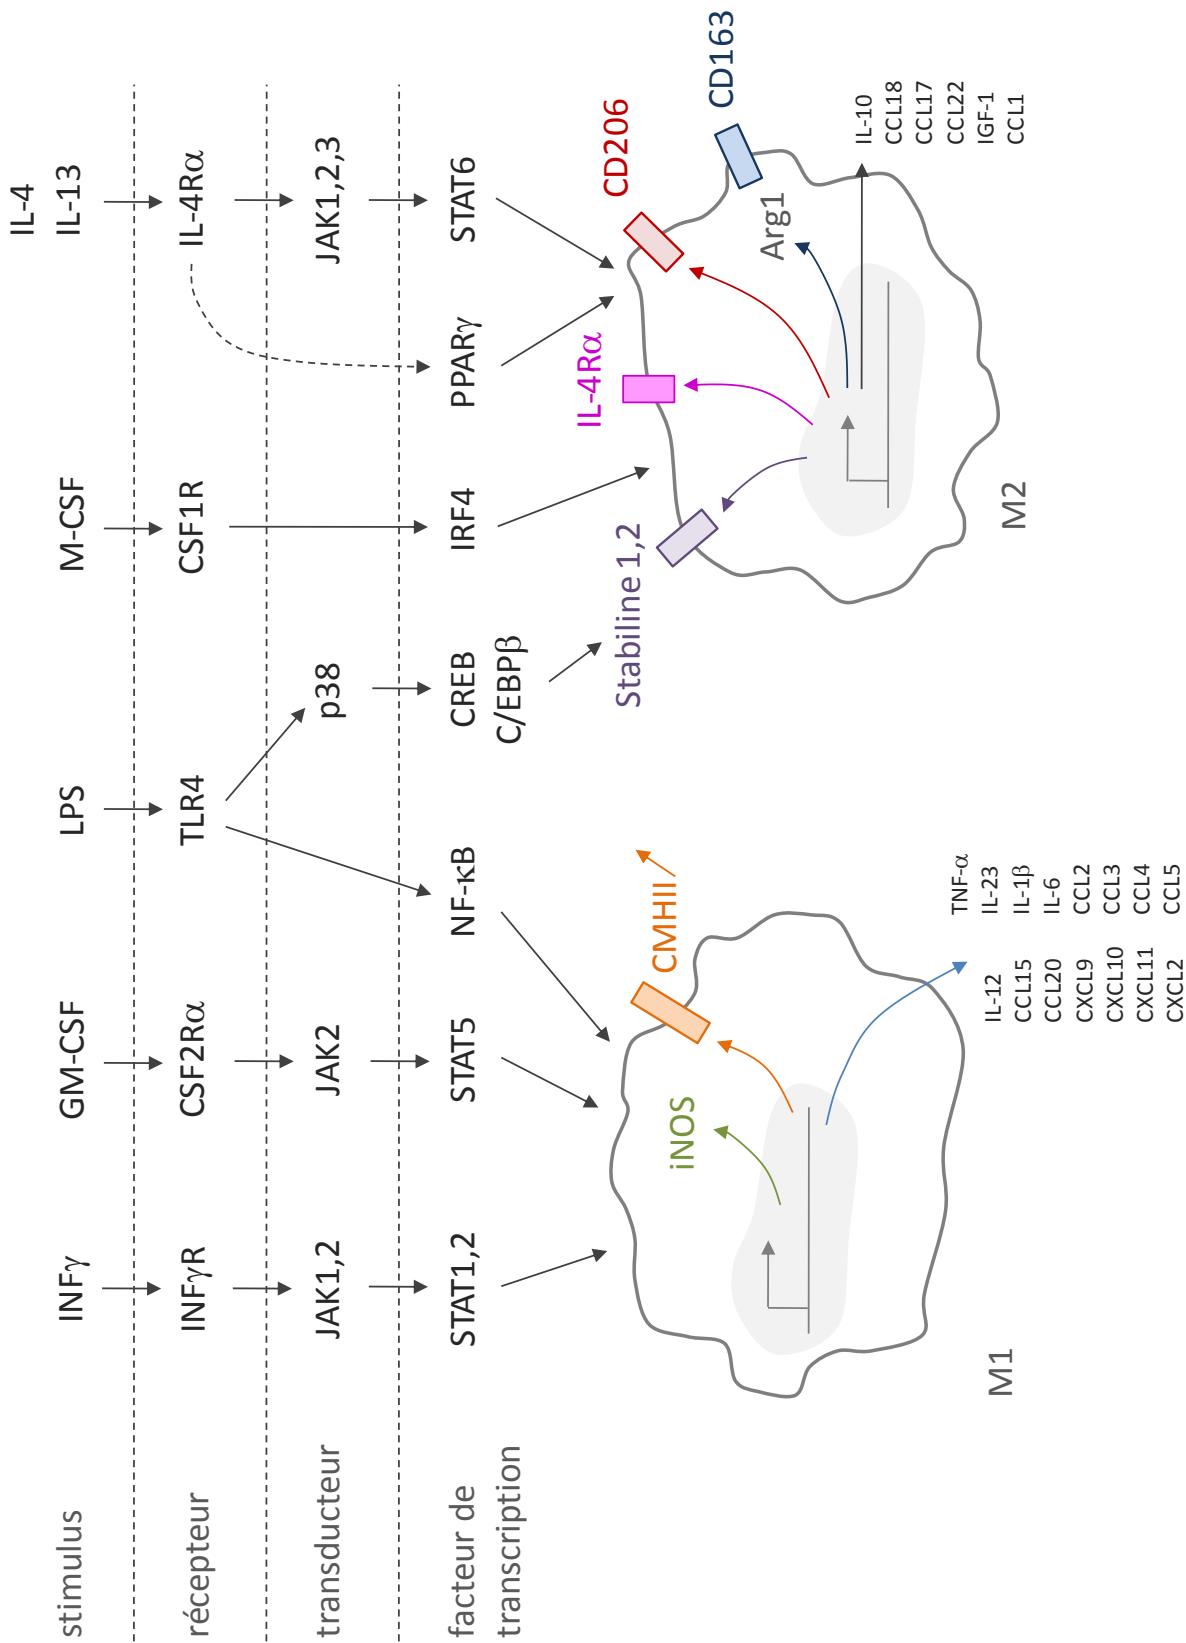 stimulus
INFγ
GM-CSF
LPS
M-CSF
IL-4
IL-13
récepteur
INFγR
CSF2Rα
TLR4
CSF1R
IL-4Rα
transducteur
JAK1,2
JAK2
p38
JAK1,2,3
facteur de
transcription
STAT1,2
STAT5
NF-κB
CREB
C/EBPβ
IRF4
PPARγ
STAT6
iNOS
CMHII
Stabiline 1,2
IL-4Rα
CD206
CD163
Arg1
M1
IL-12
CCL15
CCL20
CXCL9
CXCL10
CXCL11
CXCL2
TNF-α
IL-23
IL-1β
IL-6
CCL2
CCL3
CCL4
CCL5
M2
IL-10
CCL18
CCL17
CCL22
IGF-1
CCL1